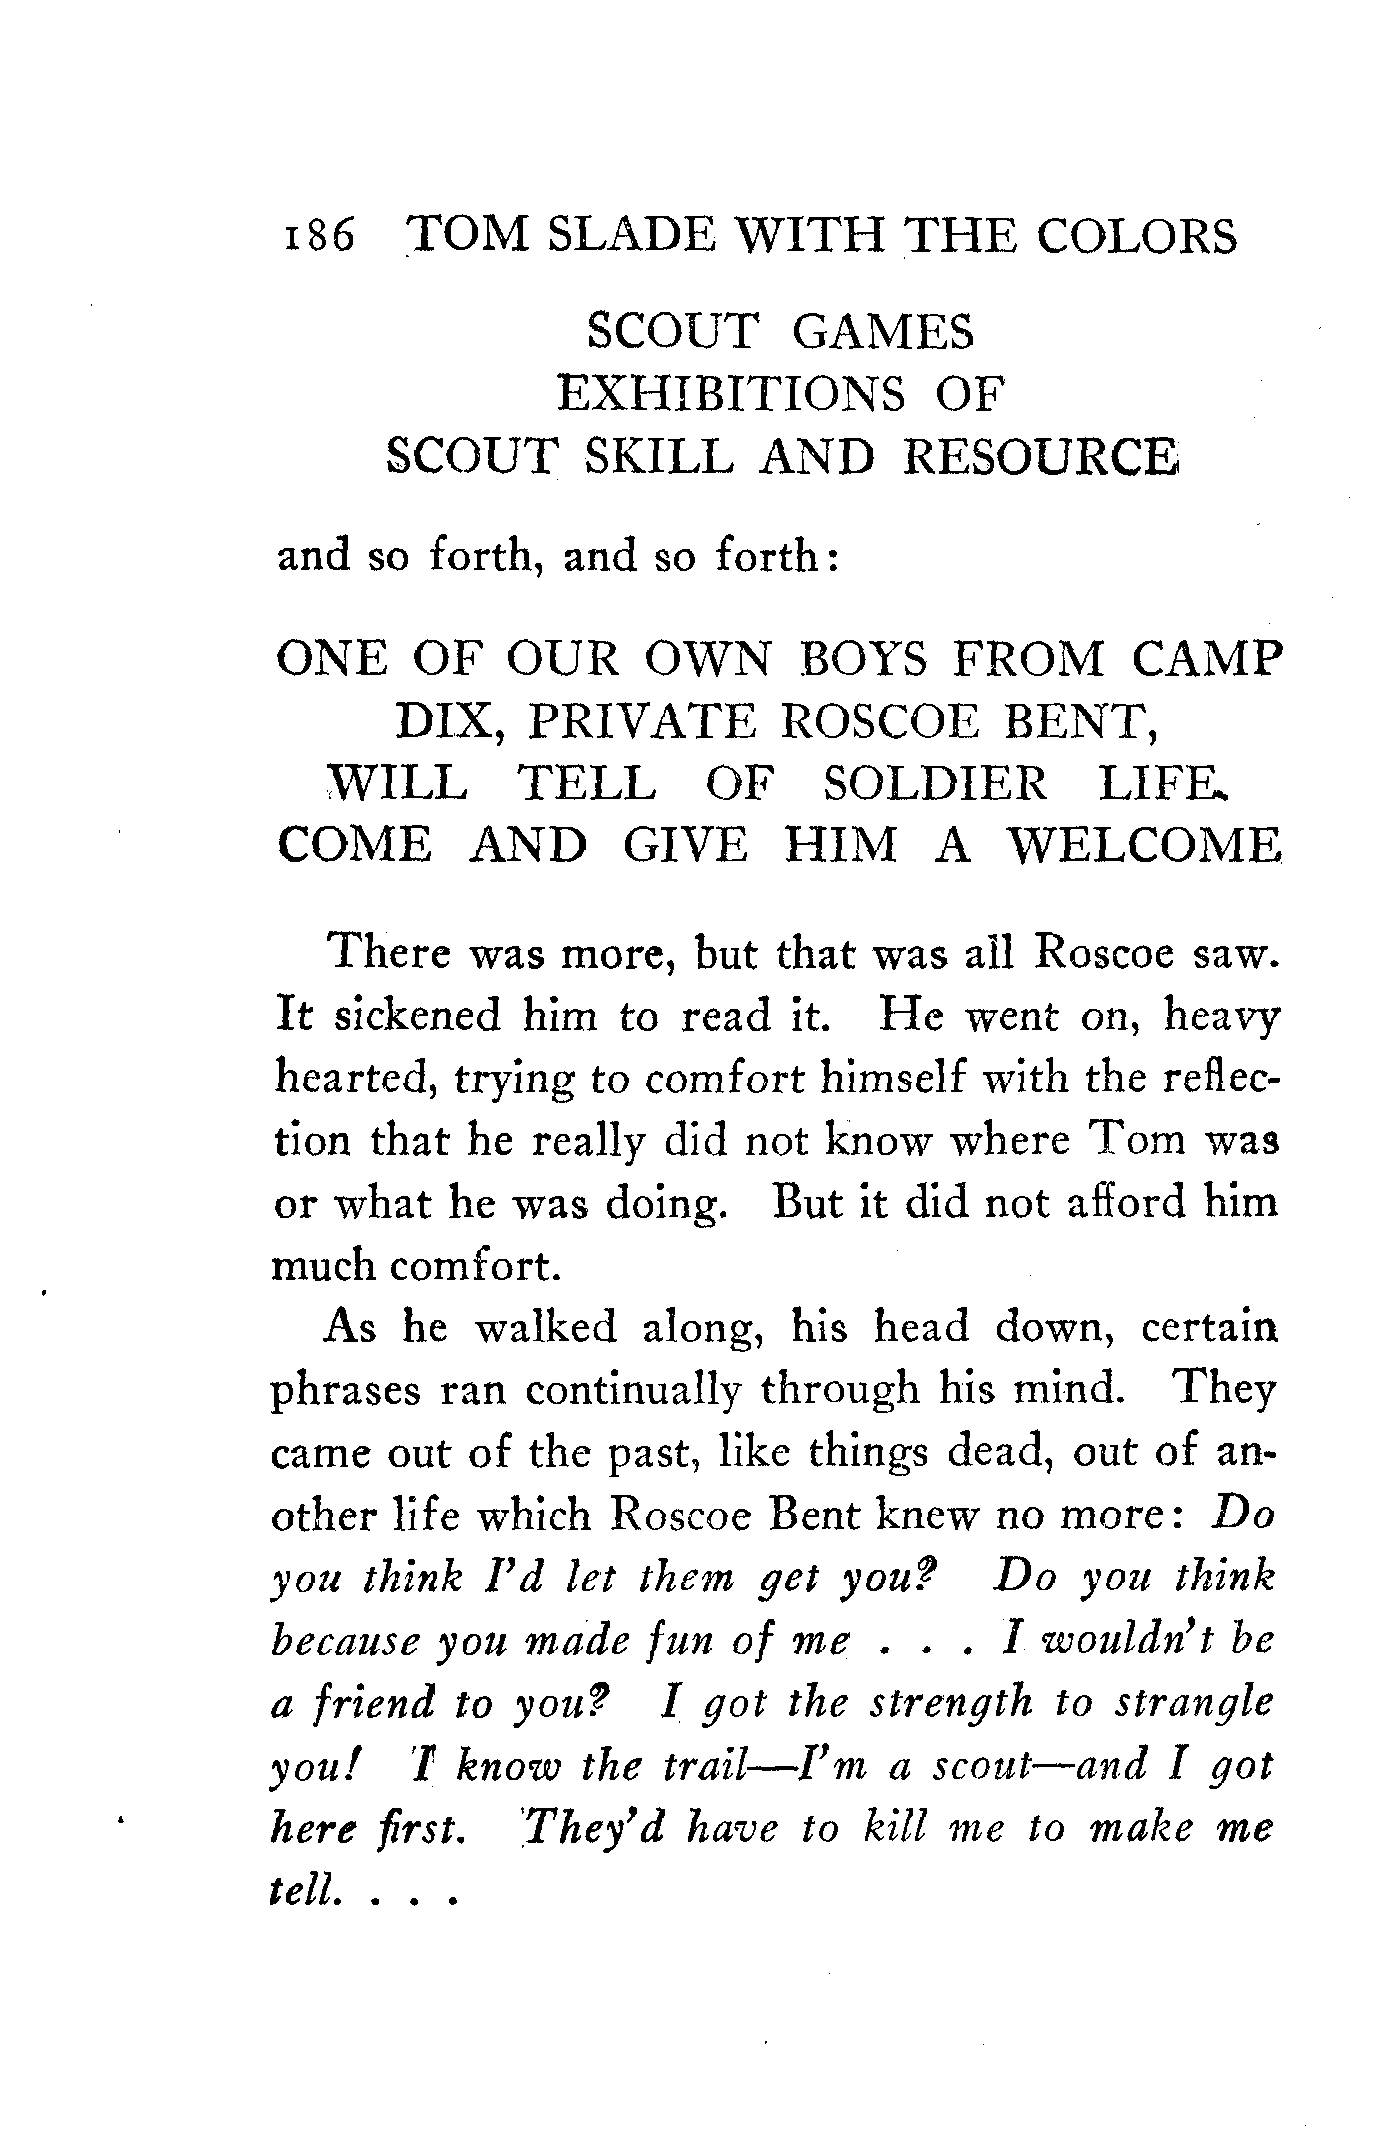 186 TOM SLADE WITH THE COLORS
SCOUT GAMES
EXHIBITIONS OF
SCOUT SKILL AND RESOURCE
and so forth, and so forth:
ONE OF OUR OWN BOYS FROM CAMP
DIX, PRIVATE ROSCOE BENT,
WILL TELL OF SOLDIER LIFE.
COME AND GIVE HIM A WELCOME
There was more, but that was all Roscoe saw.
It sickened him to read it. He went on, heavy
hearted, trying to comfort himself with the reflec-
tion that he really did not know where Tom was
or what he was doing. But it did not afford him
much comfort.
As he walked along, his head down, certain
phrases ran continually through his mind. They
came out of the past, like things dead, out of an-
other life which Roscoe Bent knew no more: Do
you think I'd let them get you? Do you think
because you made fun of me . . . I wouldn't be
a friend to you? I got the strength to strangle
you! I know the trail—I'm a scout—and I got
here first. They'd have to kill me to make me
tell. . . .